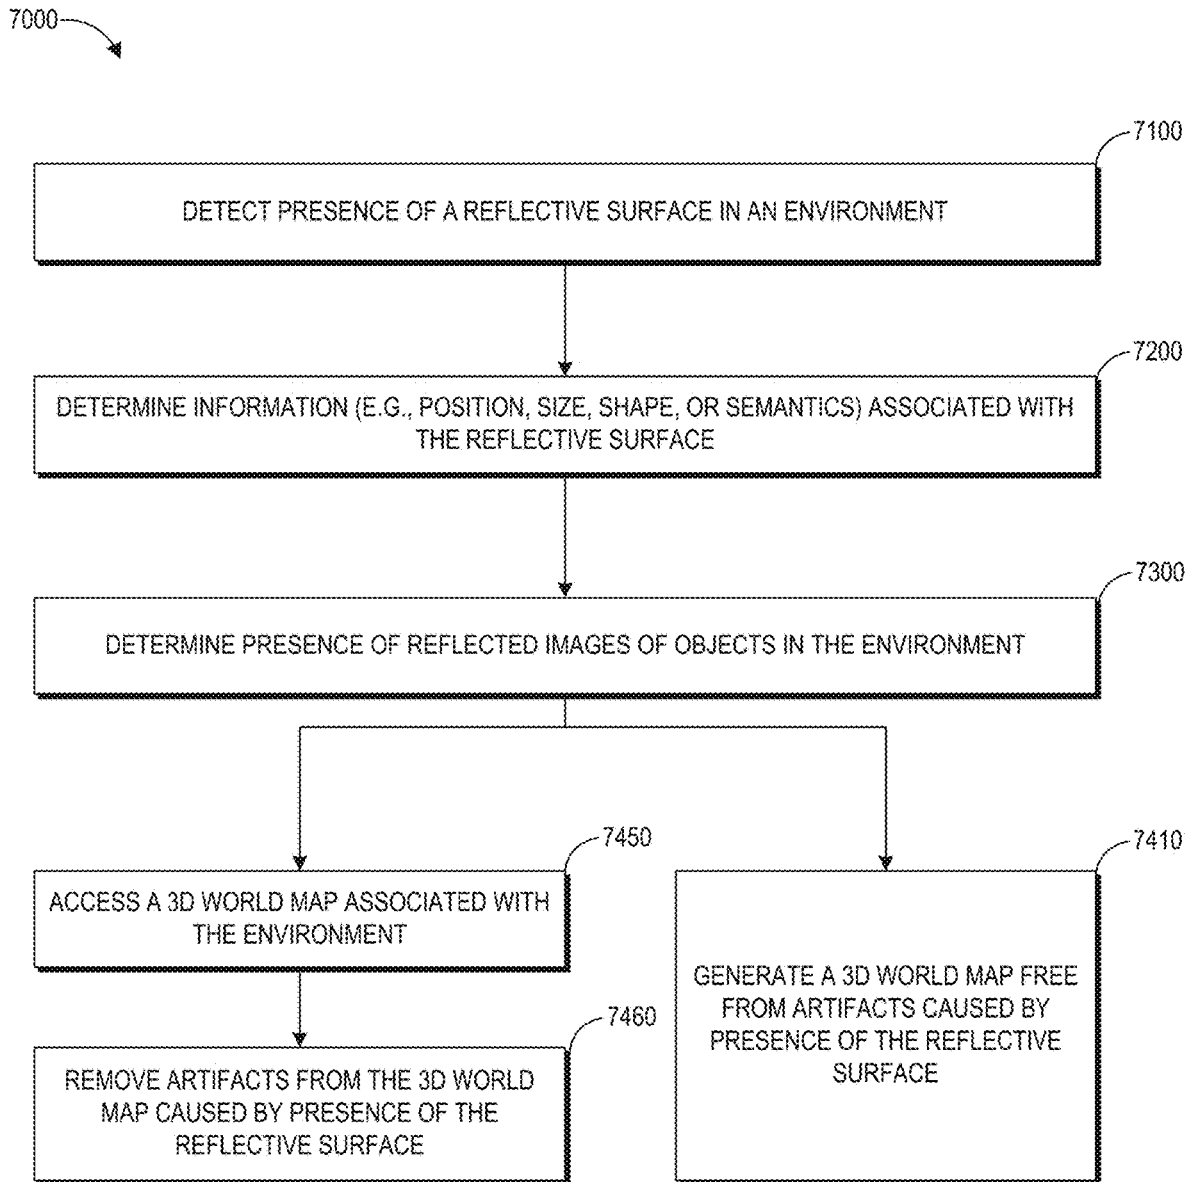 7000
7100
DETECT PRESENCE OF A REFLECTIVE SURFACE IN AN ENVIRONMENT
7200
DETERMINE INFORMATION (E.G., POSITION, SIZE, SHAPE, OR SEMANTICS) ASSOCIATED WITH
THE REFLECTIVE SURFACE
7300
DETERMINE PRESENCE OF REFLECTED IMAGES OF OBJECTS IN THE ENVIRONMENT
7450
ACCESS A 3D WORLD MAP ASSOCIATED WITH
THE ENVIRONMENT
7460
REMOVE ARTIFACTS FROM THE 3D WORLD
MAP CAUSED BY PRESENCE OF THE
REFLECTIVE SURFACE
7410
GENERATE A 3D WORLD MAP FREE
FROM ARTIFACTS CAUSED BY
PRESENCE OF THE REFLECTIVE
SURFACE